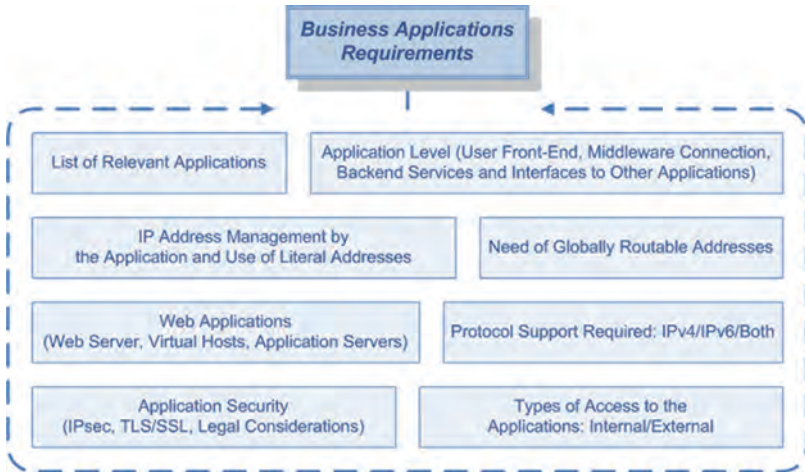 Business Applications
Requirements
List of Relevant Applications
Application Level (User Front-End, Middleware Connection,
Backend Services and Interfaces to Other Applications)
IP Address Management by
the Application and Use of Literal Addresses
Need of Globally Routable Addresses
Web Applications
(Web Server, Virtual Hosts, Application Servers)
Protocol Support Required: IPv4/IPv6/Both
Application Security
(IPsec, TLS/SSL, Legal Considerations)
Types of Access to the
Applications: Internal/External